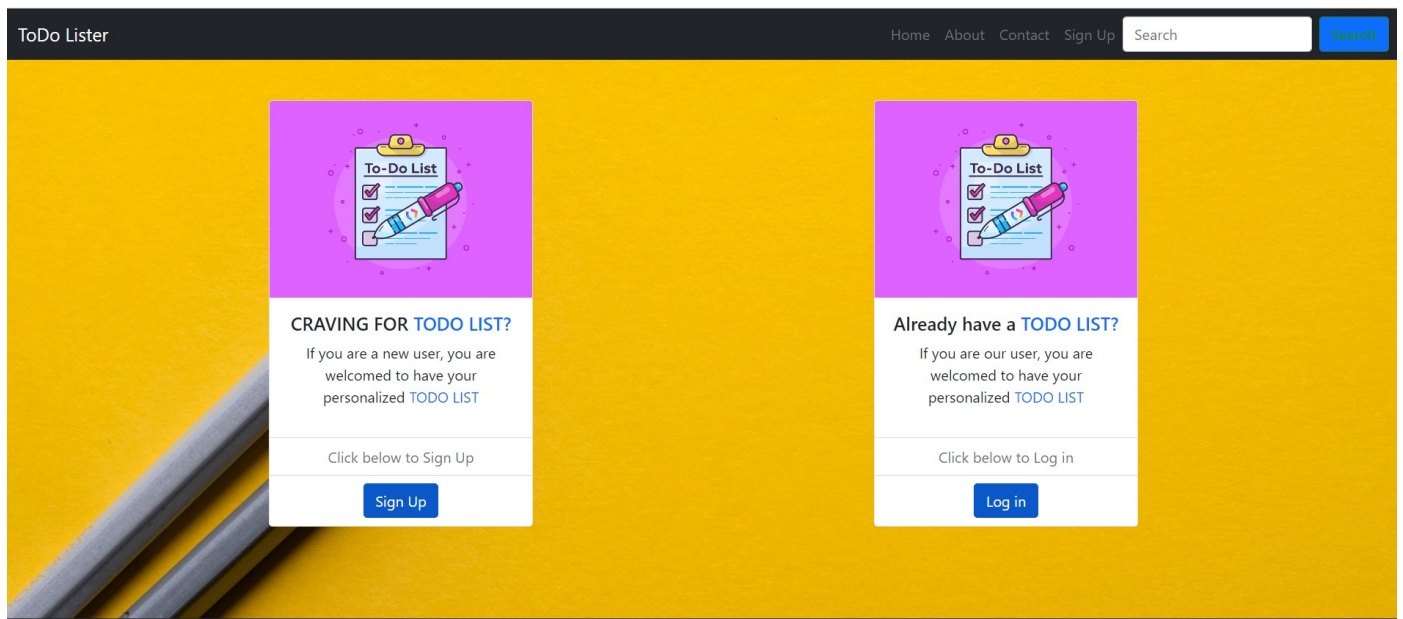 ToDo Lister
Home About Contact Sign Up Search Search
To-Do List
CRAVING FOR TODO LIST?
If you are a new user, you are
welcomed to have your
personalized TODO LIST
Click below to Sign Up
Sign Up
To-Do List
Already have a TODO LIST?
If you are our user, you are
welcomed to have your
personalized TODO LIST
Click below to Log in
Log in